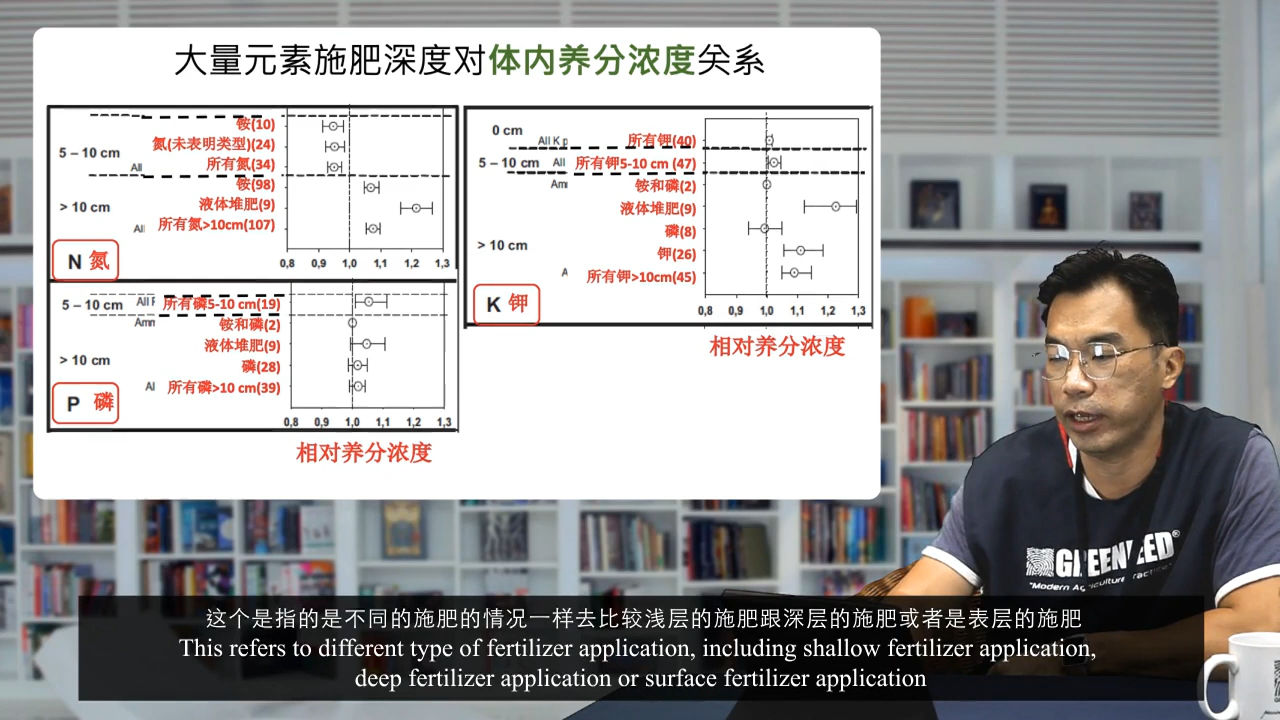 大量元素施肥深度对体内养分浓度关系
铵(10)
氮(未表明类型)(24)
5 – 10 cm
All
所有氮(34)
铵(98)
> 10 cm
液体堆肥(9)
All
所有氮>10cm(107)
N 氮
0,8 0,9 1,0 1,1 1,2 1,3
5 – 10 cm
All P
所有磷5-10 cm(19)
Amm
铵和磷(2)
液体堆肥(9)
> 10 cm
磷(28)
Al
所有磷>10 cm(39)
P 磷
0,8 0,9 1,0 1,1 1,2 1,3
相对养分浓度
0 cm
All K p
所有钾(40)
5 – 10 cm
All
所有钾5-10 cm (47)
Am
铵和磷(2)
液体堆肥(9)
磷(8)
> 10 cm
钾(26)
A
所有钾>10cm(45)
K 钾
0,8 0,9 1,0 1,1 1,2 1,3
相对养分浓度
"Modern
这个是指的是不同的施肥的情况一样去比较浅层的施肥跟深层的施肥或者是表层的施肥
This refers to different type of fertilizer application, including shallow fertilizer application,
deep fertilizer application or surface fertilizer application